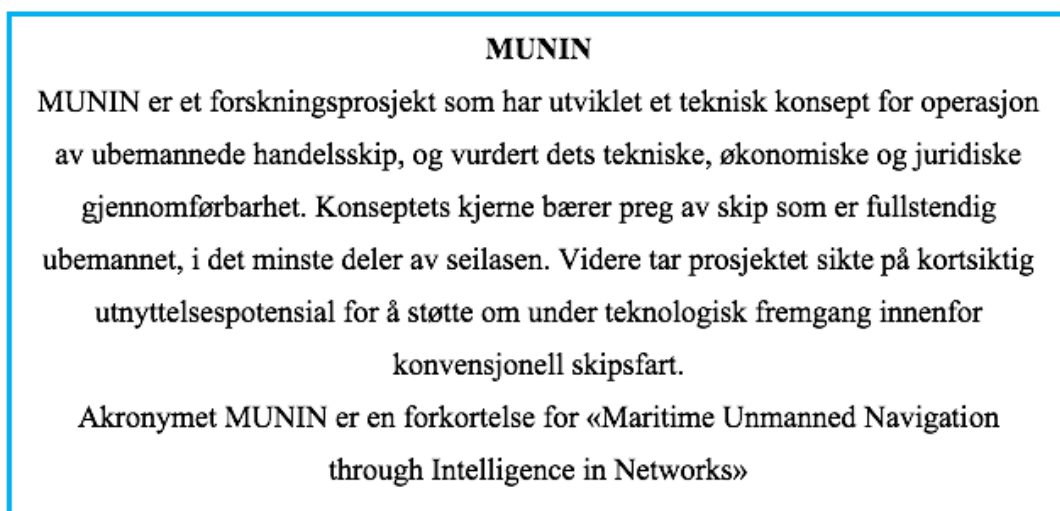 MUNIN
MUNIN er et forskningsprosjekt som har utviklet et teknisk konsept for operasjon
av ubemannede handelsskip, og vurdert dets tekniske, økonomiske og juridiske
gjennomførbarhet. Konseptets kjerne bærer preg av skip som er fullstendig
ubemannet, i det minste deler av seilasen. Videre tar prosjektet sikte på kortsiktig
utnyttelsespotensial for å støtte om under teknologisk fremgang innenfor
konvensjonell skipsfart.
Akronymet MUNIN er en forkortelse for «Maritime Unmanned Navigation
through Intelligence in Networks»